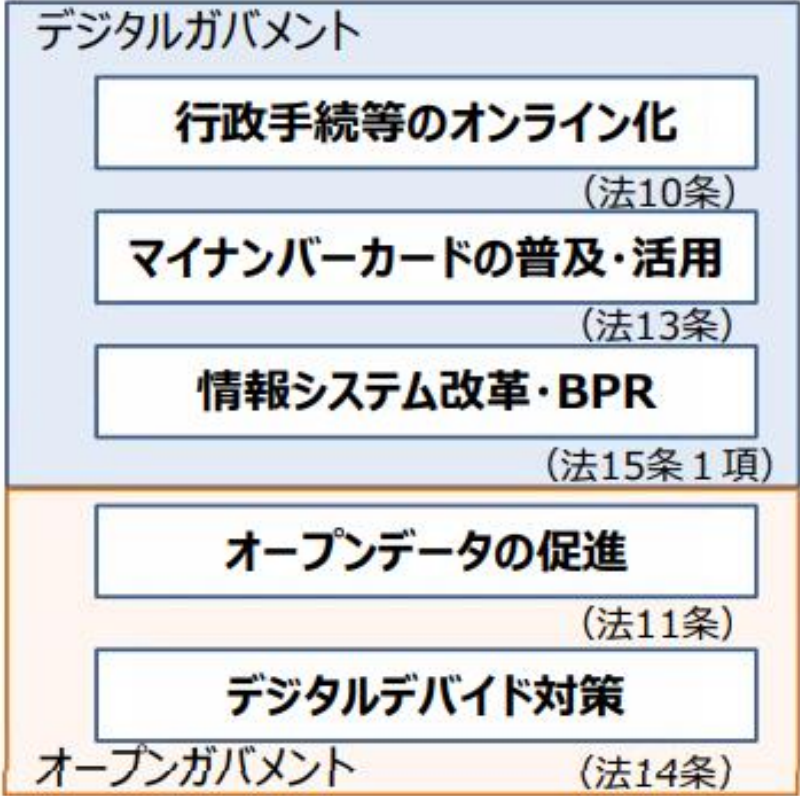 デジタルガバメント
行政手続等のオンライン化
（法10条）
マイナンバーカードの普及・活用
（法13条）
情報システム改革・BPR
（法15条１項）
オープンデータの促進
（法11条）
デジタルデバイド対策
オープンガバメント
（法14条）